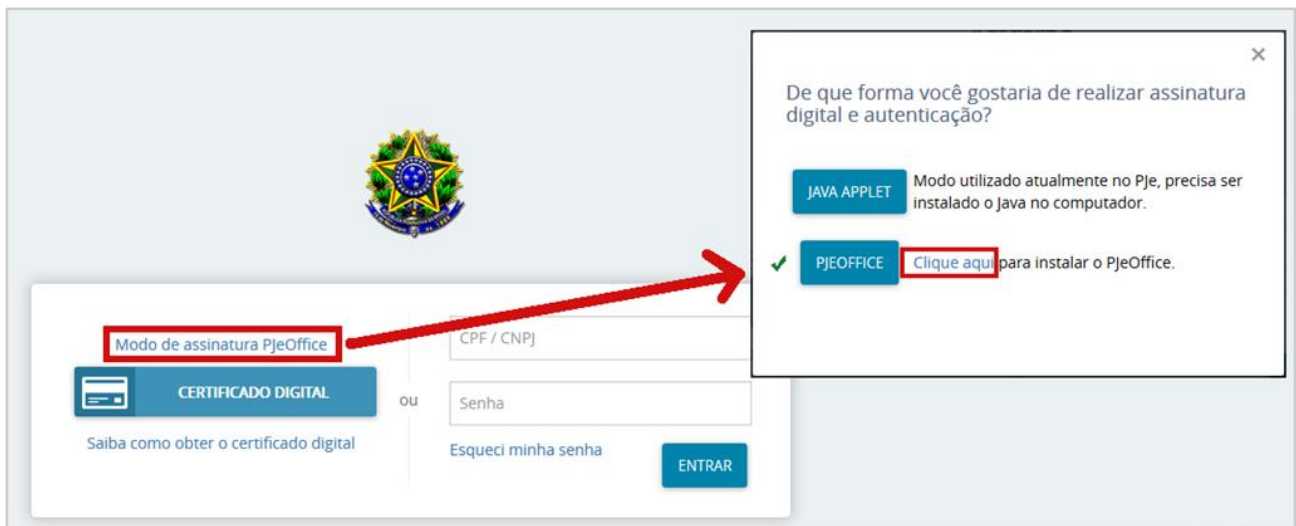 Modo de assinatura PJeOffice
CERTIFICADO DIGITAL
Saiba como obter o certificado digital
ou
CPF / CNPJ
Senha
Esqueci minha senha
ENTRAR
×
De que forma você gostaria de realizar assinatura
digital e autenticação?
JAVA APPLET
Modo utilizado atualmente no PJe, precisa ser
instalado o Java no computador.
PJEOFFICE
Clique aqui para instalar o PJeOffice.